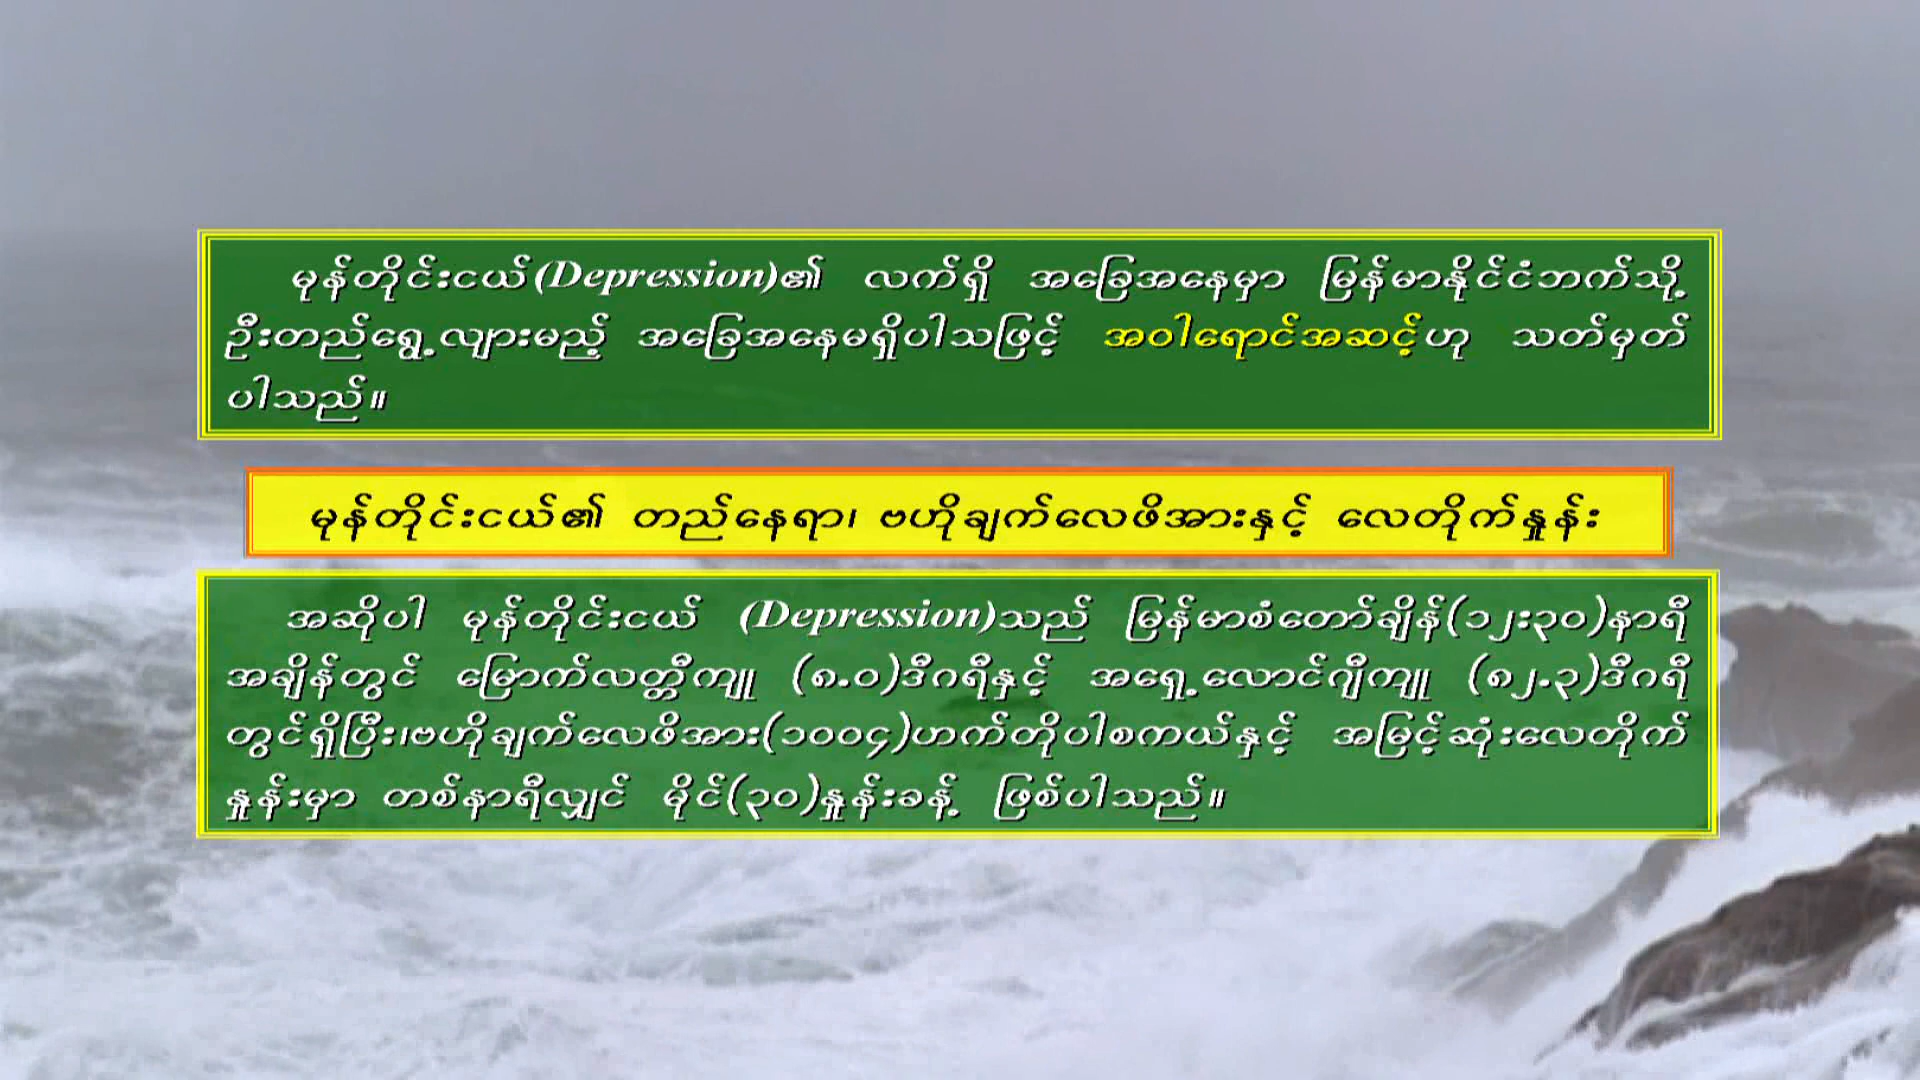 မုန်တိုင်းငယ်(Depression)၏ လက်ရှိ အခြေအနေမှာ မြန်မာနိုင်ငံဘက်သို့
ဦးတည်ရွေ့လျားမည့် အခြေအနေမရှိပါသဖြင့် အဝါရောင်အဆင့်ဟု သတ်မှတ်
ပါသည်။
မုန်တိုင်းငယ်၏ တည်နေရာ၊ ဗဟိုချက်လေဖိအားနှင့် လေတိုက်နှုန်း
အဆိုပါ မုန်တိုင်းငယ် (Depression)သည် မြန်မာစံတော်ချိန်(၁၂:၃၀)နာရီ
အချိန်တွင် မြောက်လတ္တီကျု (၈.၀)ဒီဂရီနှင့် အရှေ့လောင်ဂျီကျု (၈၂.၃)ဒီဂရီ
တွင်ရှိပြီး၊ဗဟိုချက်လေဖိအား(၁၀၀၄)ဟက်တိုပါစကယ်နှင့် အမြင့်ဆုံးလေတိုက်
နှုန်းမှာ တစ်နာရီလျှင် မိုင်(၃၀)နှုန်းခန့် ဖြစ်ပါသည်။